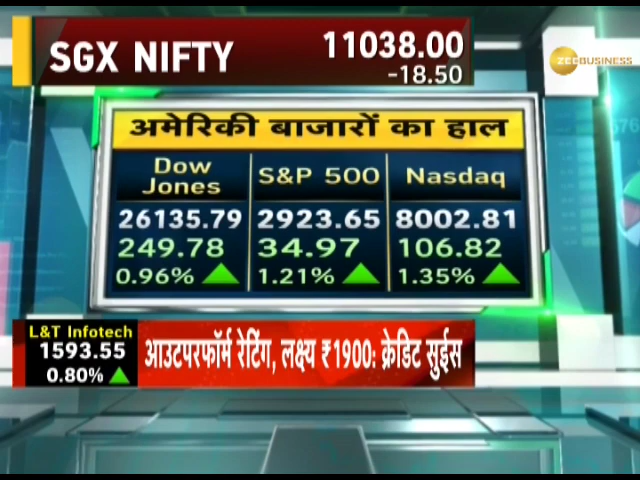 SGX NIFTY
11038.00
-18.50
ZEE BUSINESS
अमेरिकी बाजारों का हाल
Dow Jones
S&P 500
Nasdaq
26135.79
2923.65
8002.81
249.78
34.97
106.82
0.96%
1.21%
1.35%
L&T Infotech
1593.55
0.80%
आउटपरफॉर्म रेटिंग, लक्ष्य ₹1900: क्रेडिट सुईस